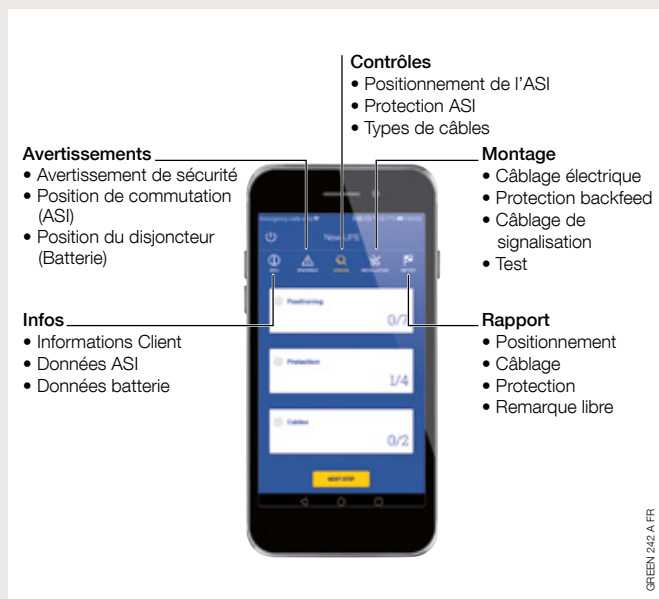 Contrôles
• Positionnement de l'ASI
• Protection ASI
• Types de câbles
Avertissements
• Avertissement de sécurité
• Position de commutation
(ASI)
• Position du disjoncteur
(Batterie)
Montage
• Câblage électrique
• Protection backfeed
• Câblage de
signalisation
• Test
Infos
• Informations Client
• Données ASI
• Données batterie
Rapport
• Positionnement
• Câblage
• Protection
• Remarque libre
New UPS
Positioning
0/7
Protection
1/4
Cables
0/2
NEXT STEP
GREEN 242 A FR